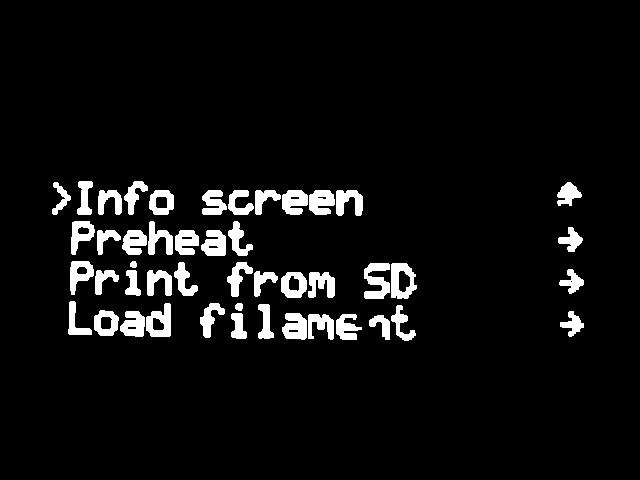 >Info screen ↑
Preheat →
Print from SD →
Load filament →